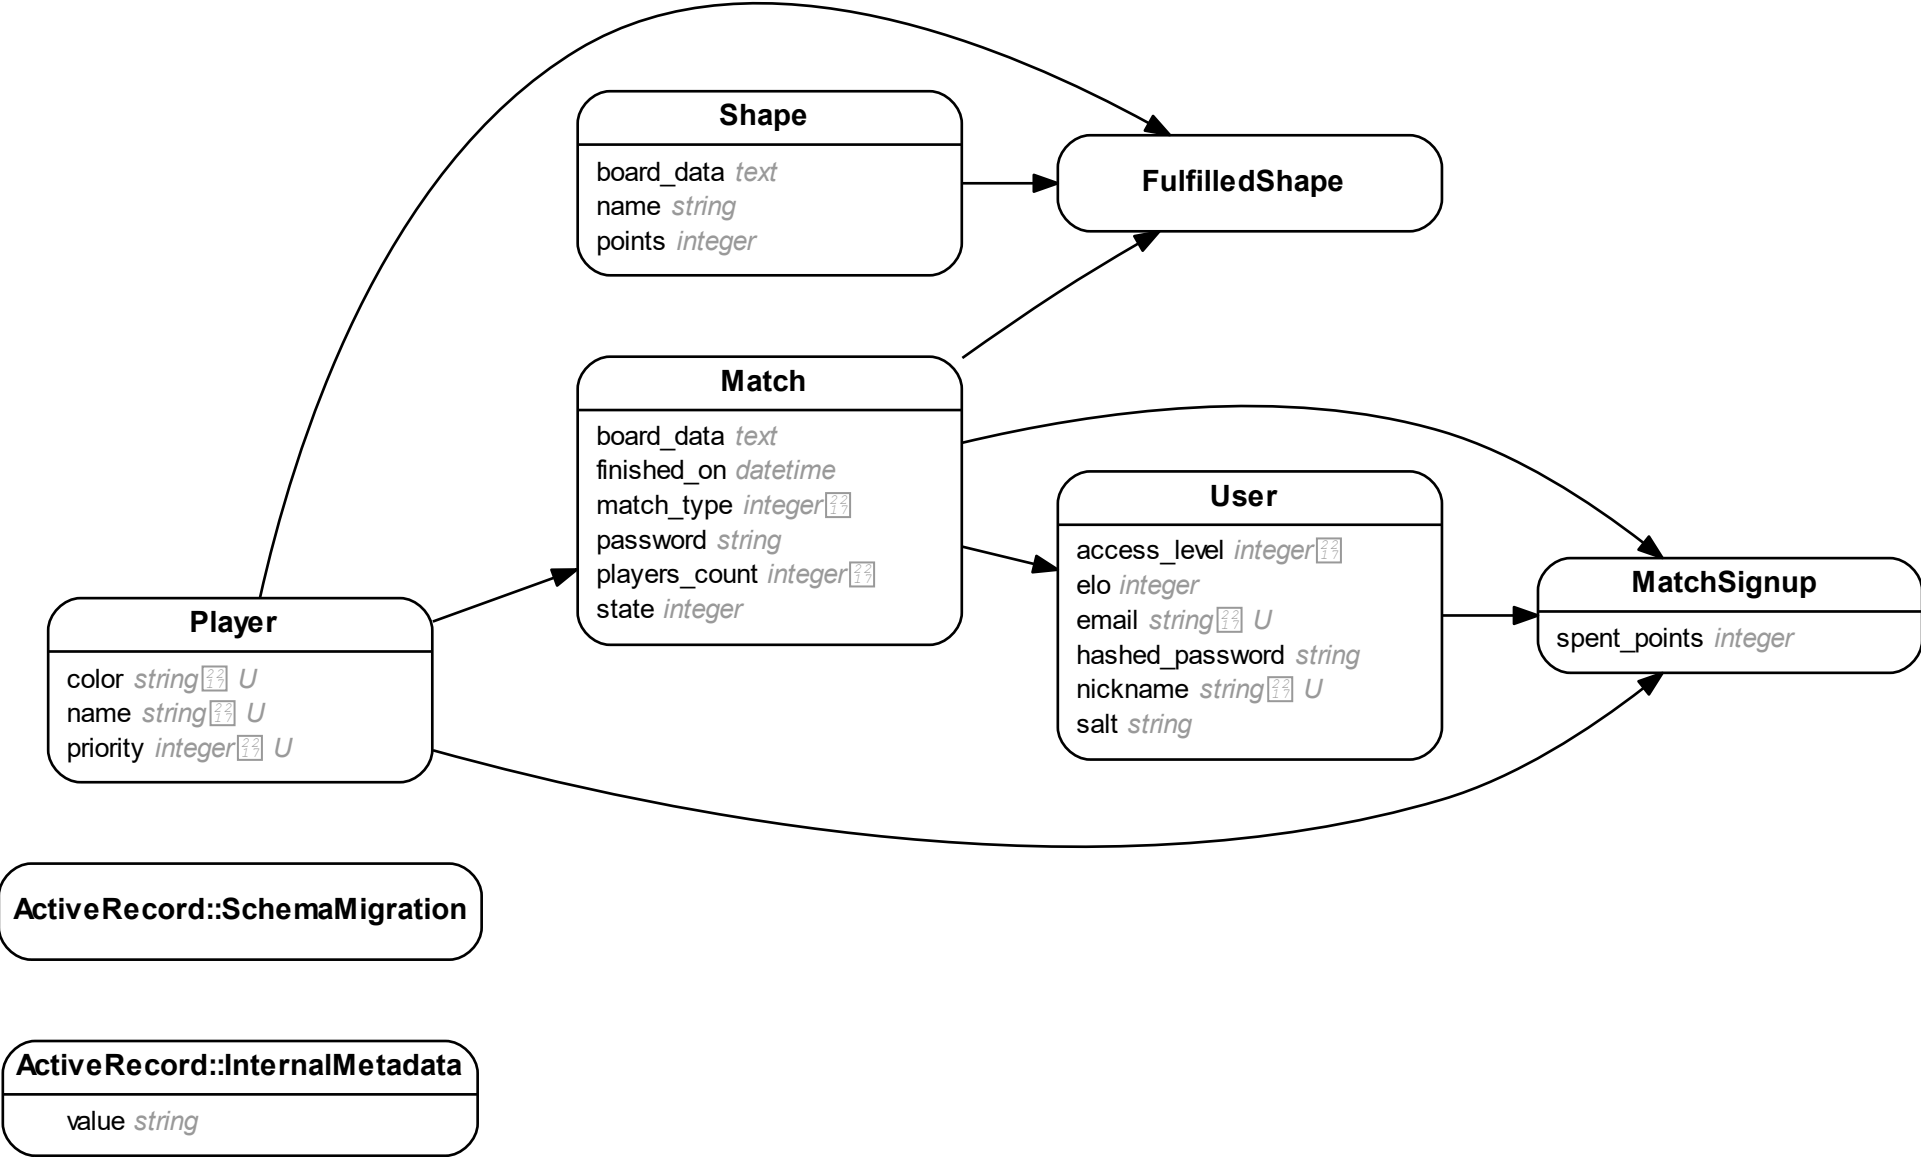 Shape
board_data text
name string
points integer
FulfilledShape
Match
board_data text
finished_on datetime
match_type integer
password string
players_count integer
state integer
User
access_level integer
elo integer
email string U
hashed_password string
nickname string U
salt string
MatchSignup
spent_points integer
Player
color string U
name string U
priority integer U
ActiveRecord::SchemaMigration
ActiveRecord::InternalMetadata
value string